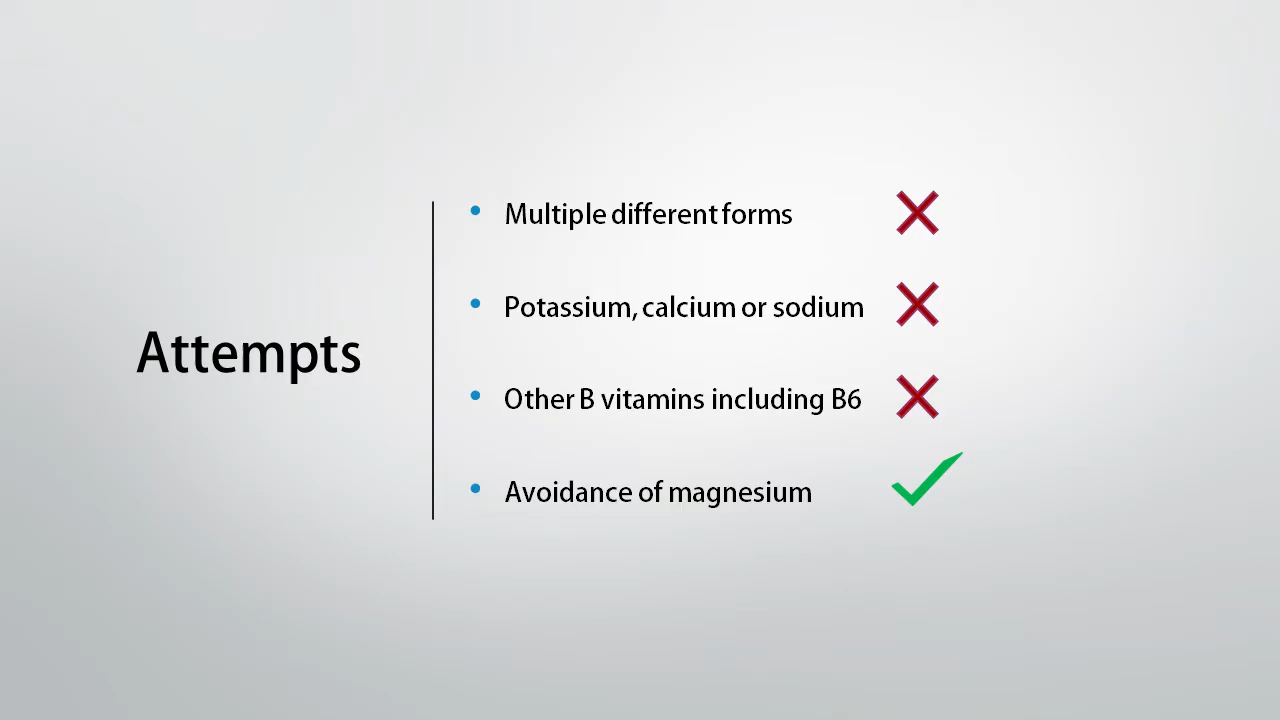 Attempts
Multiple different forms
Potassium, calcium or sodium
Other B vitamins including B6
Avoidance of magnesium